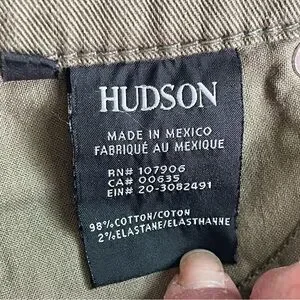 HUDSON
MADE IN MEXICO
FABRIQUÉ AU MEXIQUE
RN# 107906
CA# 00635
EIN# 20-3082491
98% COTTON/COTON
2% ELASTANE/ELASTHANNE